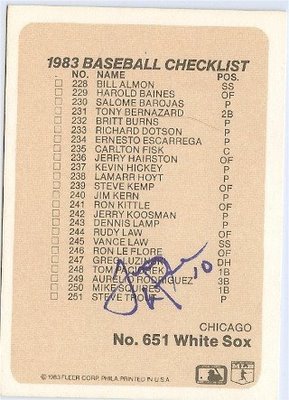 1983 BASEBALL CHECKLIST
NO. NAME POS.
228 BILL ALMON SS
229 HAROLD BAINES OF
230 SALOME BAROJAS P
231 TONY BERNAZARD 2B
232 BRITT BURNS P
233 RICHARD DOTSON P
234 ERNESTO ESCARREGA P
235 CARLTON FISK C
236 JERRY HAIRSTON OF
237 KEVIN HICKEY P
238 LAMARR HOYT P
239 STEVE KEMP OF
240 JIM KERN P
241 RON KITTLE OF
242 JERRY KOOSMAN P
243 DENNIS LAMP P
244 RUDY LAW OF
245 VANCE LAW SS
246 RON LE FLORE OF
247 GREG LUZINSKI DH
248 TOM PACIOREK 1B
249 AURELIO RODRIGUEZ 3B
250 MIKE SQUIRES 1B
251 STEVE TROUT P
10
CHICAGO
No. 651 White Sox
© 1983 FLEER CORP. PHILA. PRINTED IN U.S.A.